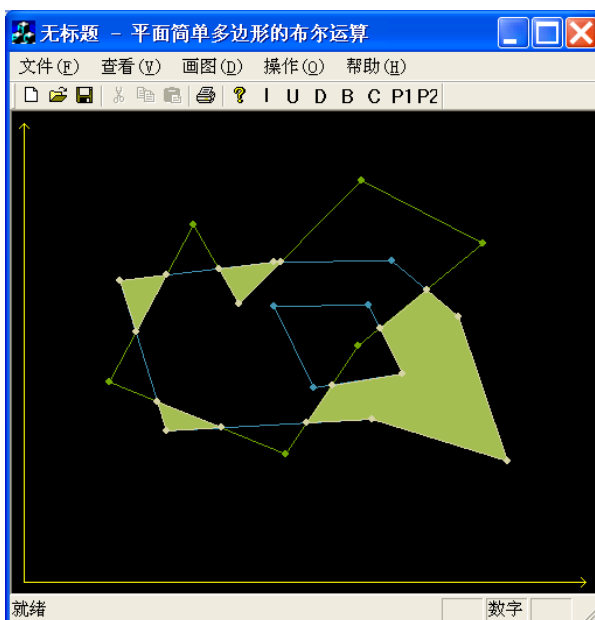 无标题 - 平面简单多边形的布尔运算
文件(F) 查看(V) 画图(D) 操作(O) 帮助(H)
I U D B C P1 P2
就绪 数字